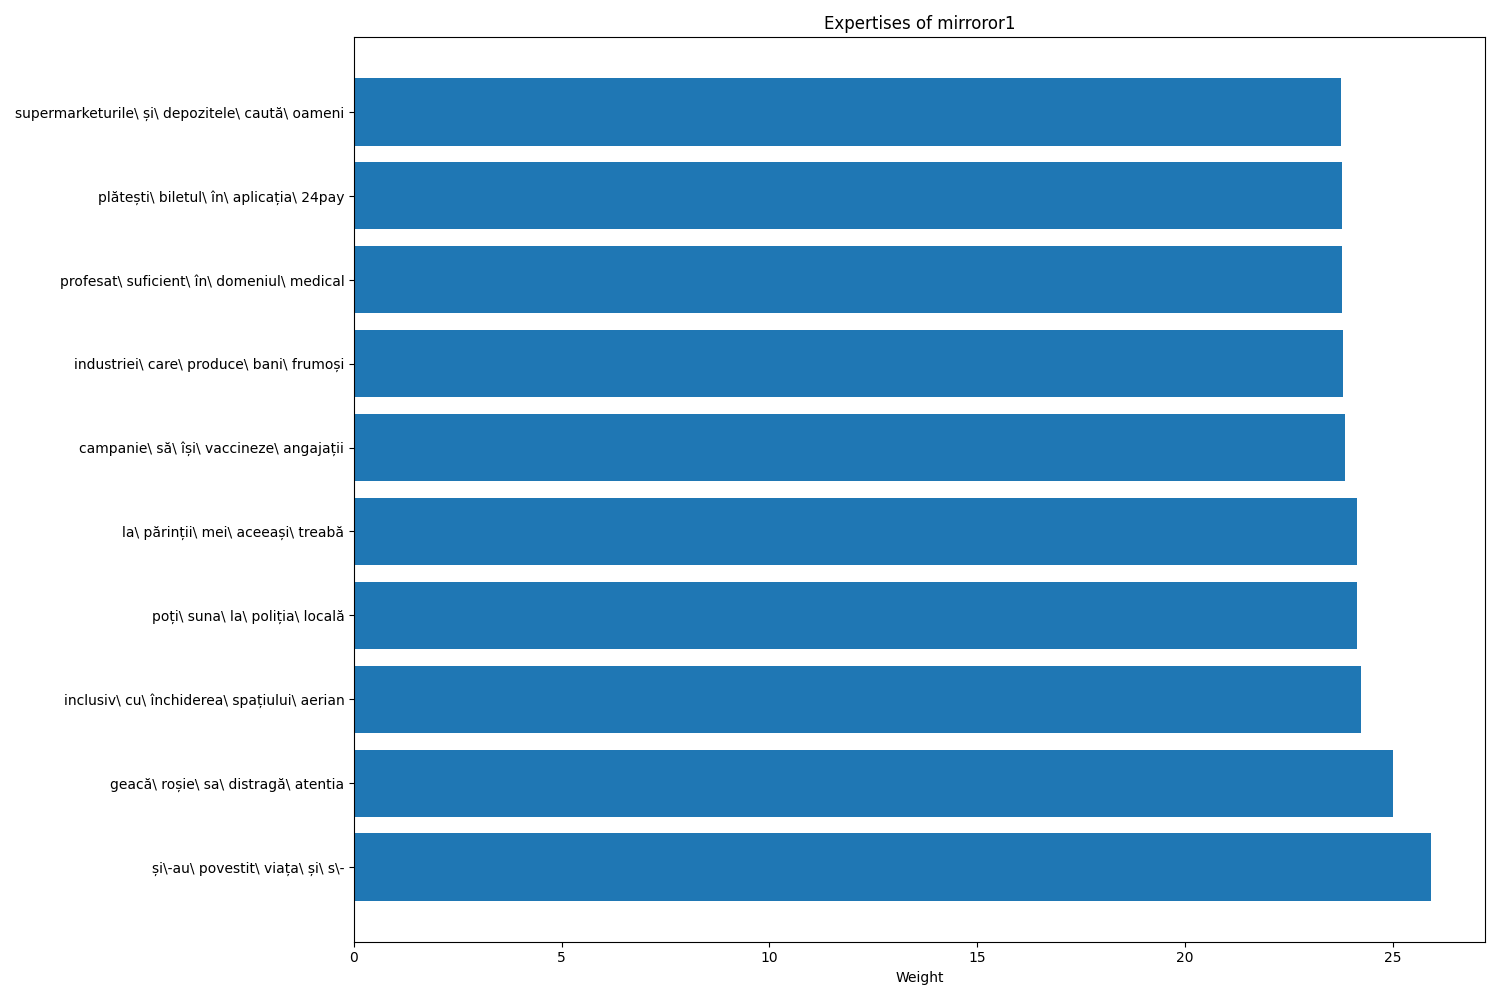 Expertises of mirroror1
supermarketurile\ și\ depozitele\ caută\ oameni
plătești\ biletul\ în\ aplicația\ 24pay
profesat\ suficient\ în\ domeniul\ medical
industriei\ care\ produce\ bani\ frumoși
campanie\ să\ își\ vaccineze\ angajații
la\ părinții\ mei\ aceeași\ treabă
poți\ suna\ la\ poliția\ locală
inclusiv\ cu\ închiderea\ spațiului\ aerian
geacă\ roșie\ sa\ distragă\ atentia
și\-au\ povestit\ viața\ și\ s\-
0 5 10 15 20 25
Weight